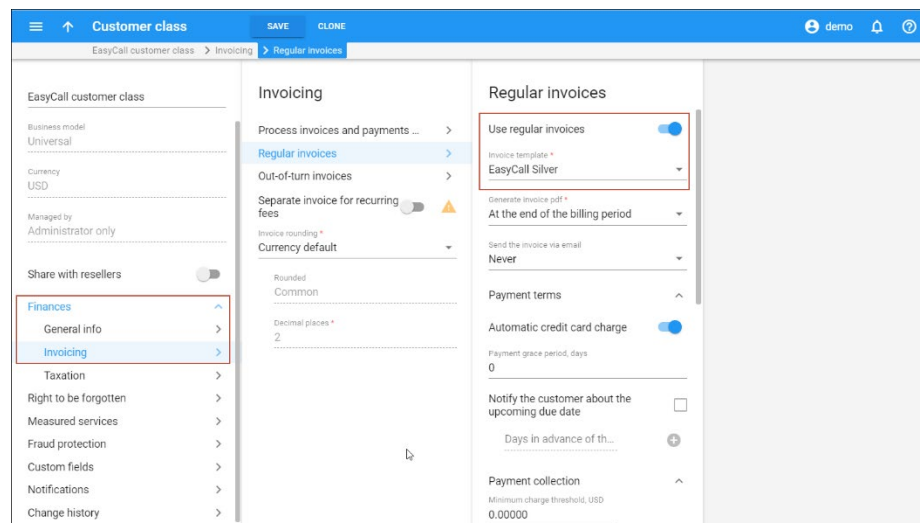 Customer class
SAVE
CLONE
demo
EasyCall customer class > Invoicing > Regular invoices
EasyCall customer class
Business model
Universal
Currency
USD
Managed by
Administrator only
Share with resellers
Finances
General info
Invoicing
Taxation
Right to be forgotten
Measured services
Fraud protection
Custom fields
Notifications
Change history
Invoicing
Process invoices and payments ...
Regular invoices
Out-of-turn invoices
Separate invoice for recurring
fees
Invoice rounding *
Currency default
Rounded
Common
Decimal places *
2
Regular invoices
Use regular invoices
Invoice template *
EasyCall Silver
Generate invoice pdf *
At the end of the billing period
Send the invoice via email
Never
Payment terms
Automatic credit card charge
Payment grace period, days
0
Notify the customer about the
upcoming due date
Days in advance of th...
Payment collection
Minimum charge threshold, USD
0.00000